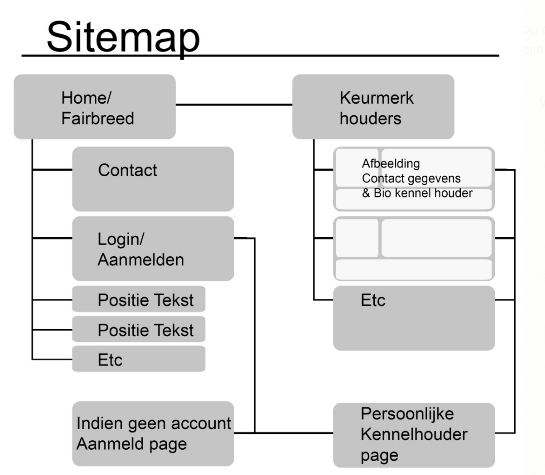 Sitemap
Home/
Fairbreed
Keurmerk
houders
Contact
Afbeelding
Contact gegevens
& Bio kennel houder
Login/
Aanmelden
Positie Tekst
Positie Tekst
Etc
Etc
Indien geen account
Aanmeld page
Persoonlijke
Kennelhouder
page